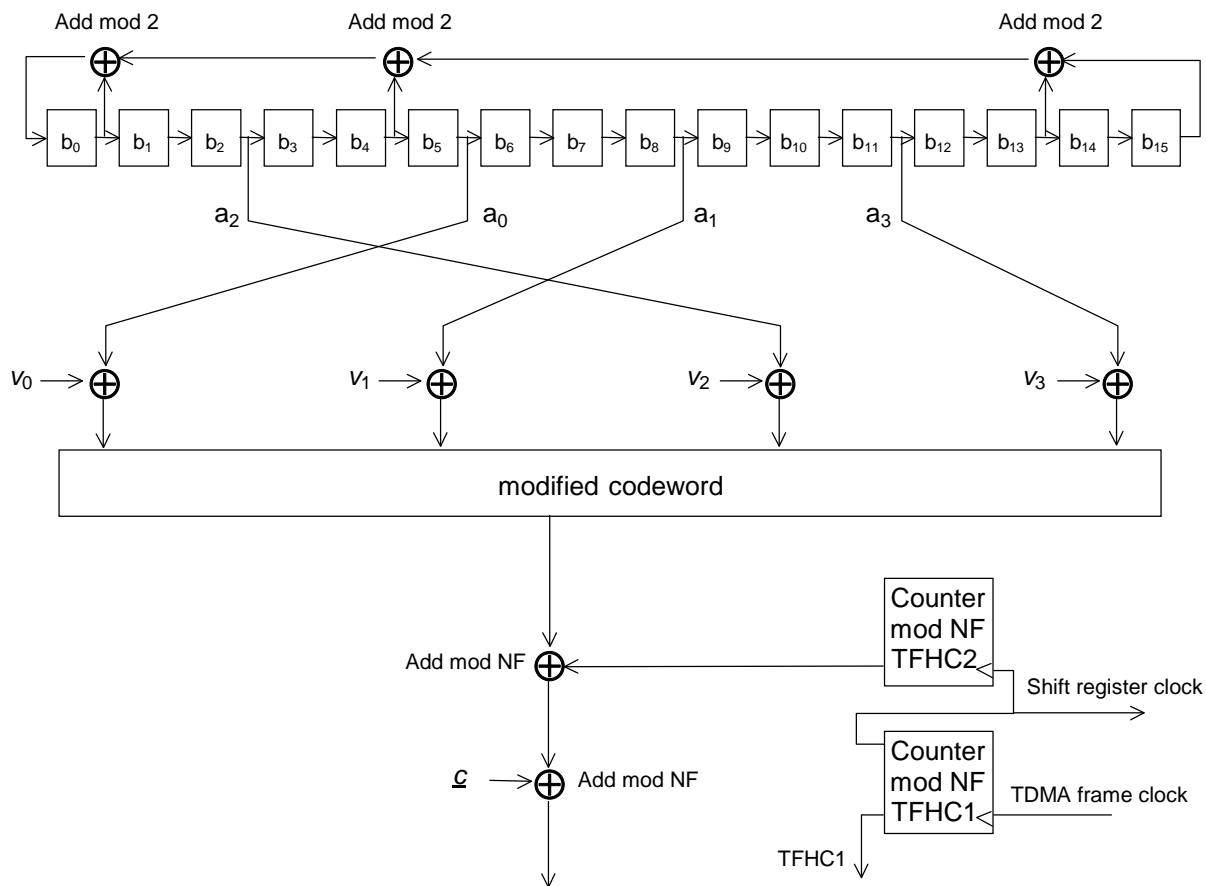 Add mod 2
Add mod 2
Add mod 2
b₀ b₁ b₂ b₃ b₄ b₅ b₆ b₇ b₈ b₉ b₁₀ b₁₁ b₁₂ b₁₃ b₁₄ b₁₅
a₂ a₀ a₁ a₃
v₀ v₁ v₂ v₃
modified codeword
Counter
mod NF
TFHC2
Add mod NF
Shift register clock
Counter
mod NF
TFHC1
c
Add mod NF
TDMA frame clock
TFHC1